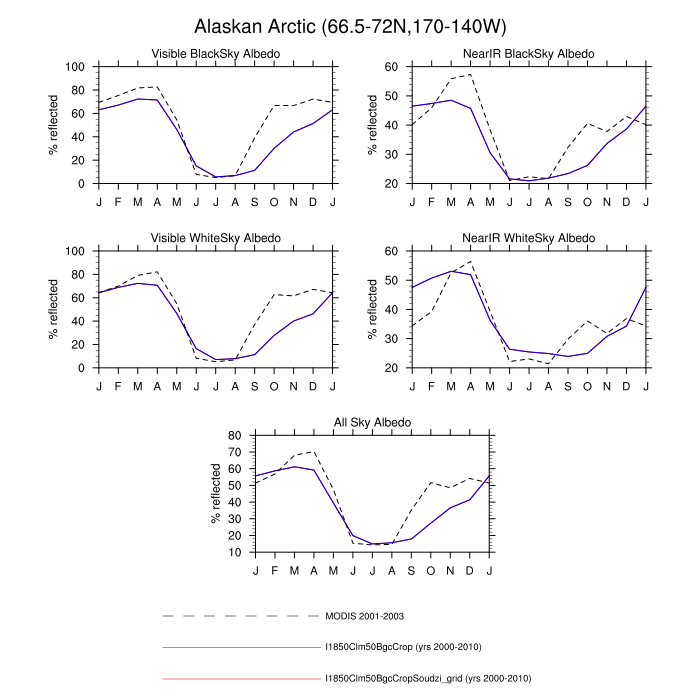 Alaskan Arctic (66.5-72N,170-140W)
Visible BlackSky Albedo
% reflected
100
80
60
40
20
0
J F M A M J J A S O N D J
NearIR BlackSky Albedo
% reflected
60
50
40
30
20
J F M A M J J A S O N D J
Visible WhiteSky Albedo
% reflected
100
80
60
40
20
0
J F M A M J J A S O N D J
NearIR WhiteSky Albedo
% reflected
60
50
40
30
20
J F M A M J J A S O N D J
All Sky Albedo
% reflected
80
70
60
50
40
30
20
10
J F M A M J J A S O N D J
MODIS 2001-2003
I1850Clm50BgcCrop (yrs 2000-2010)
I1850Clm50BgcCropSoudzi_grid (yrs 2000-2010)